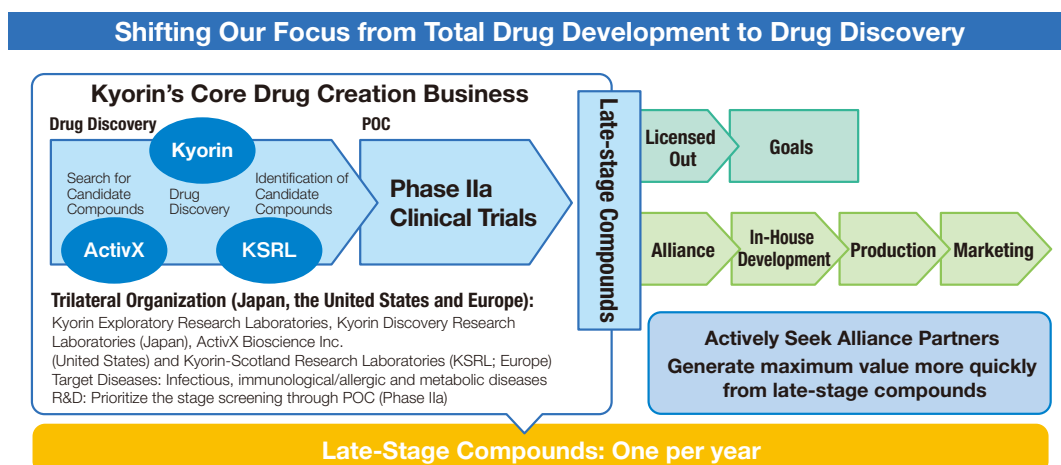 Shifting Our Focus from Total Drug Development to Drug Discovery
Kyorin's Core Drug Creation Business
Drug Discovery
POC
Kyorin
Search for
Candidate
Compounds
Drug
Discovery
Identification of
Candidate
Compounds
ActivX
KSRL
Phase IIa
Clinical Trials
Late-stage Compounds
Licensed
Out
Goals
Alliance
In-House
Development
Production
Marketing
Trilateral Organization (Japan, the United States and Europe):
Kyorin Exploratory Research Laboratories, Kyorin Discovery Research
Laboratories (Japan), ActivX Bioscience Inc.
(United States) and Kyorin-Scotland Research Laboratories (KSRL; Europe)
Target Diseases: Infectious, immunological/allergic and metabolic diseases
R&D: Prioritize the stage screening through POC (Phase IIa)
Actively Seek Alliance Partners
Generate maximum value more quickly
from late-stage compounds
Late-Stage Compounds: One per year